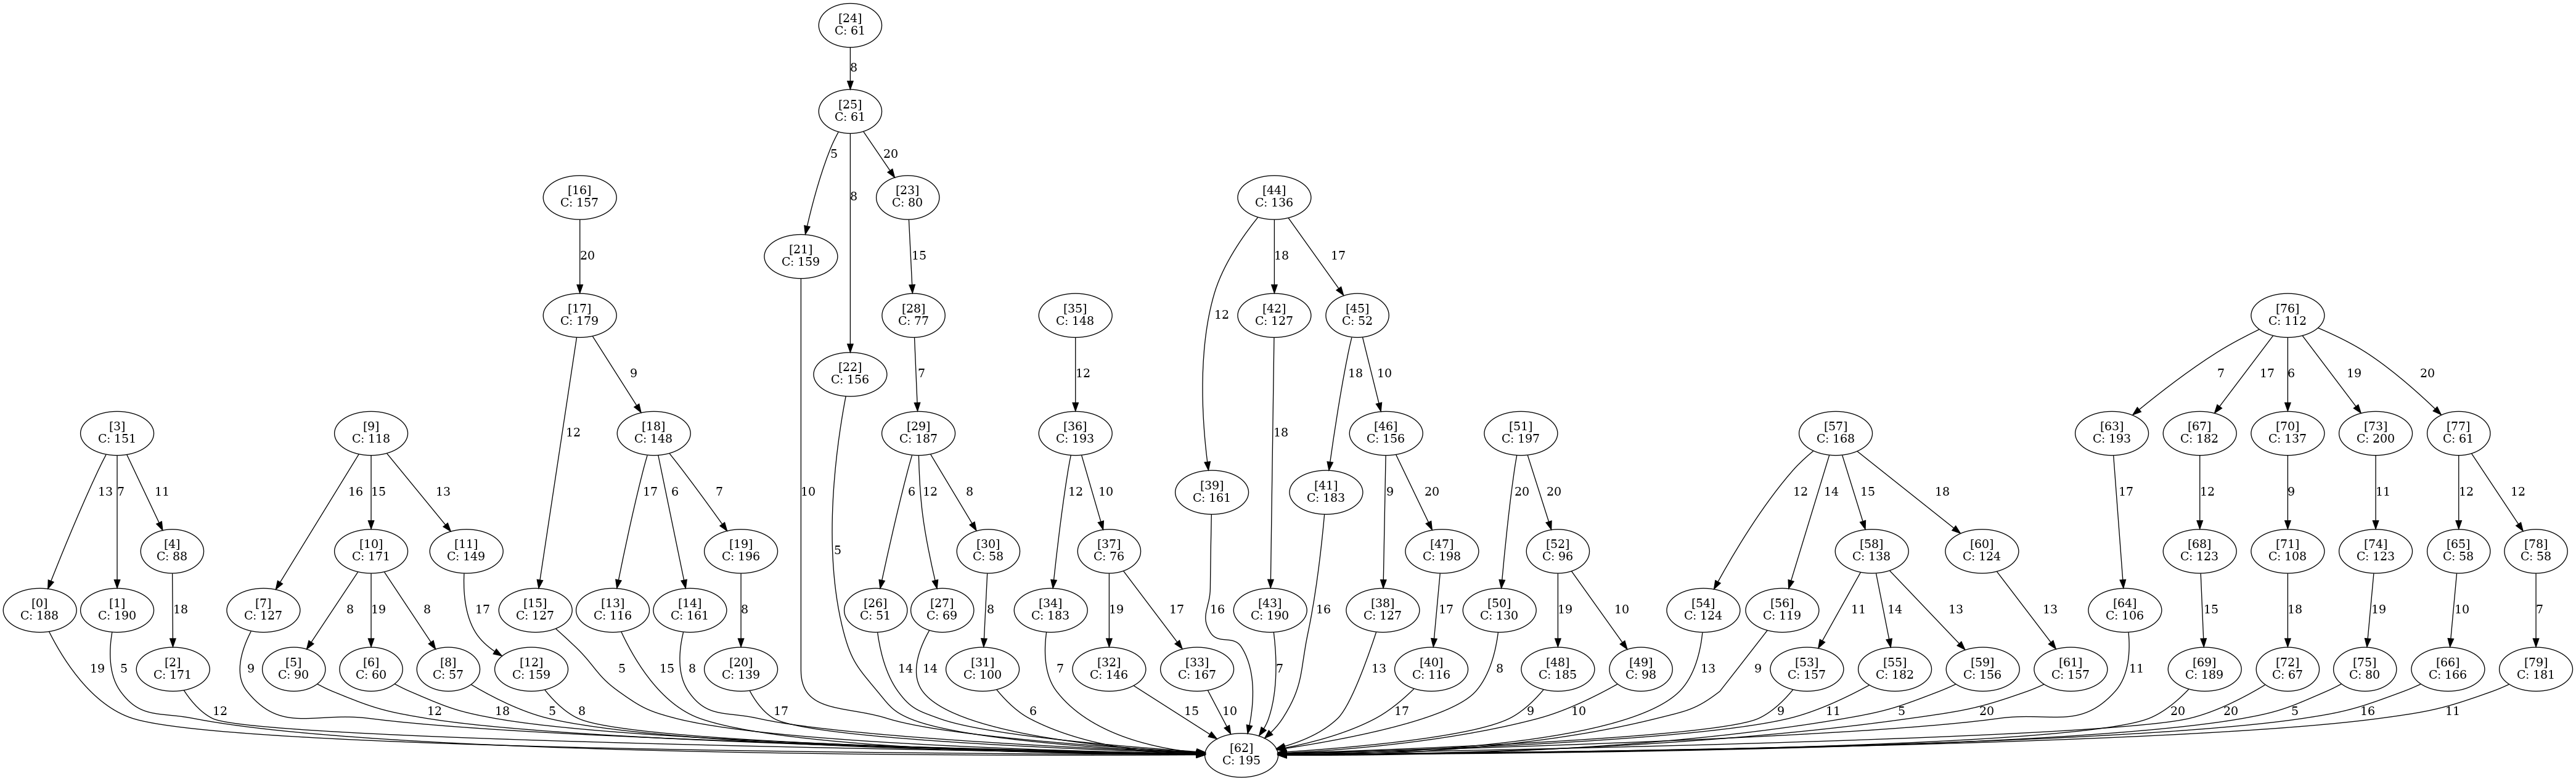 [24]
C: 61
8
[25]
C: 61
5
8
20
[16]
C: 157
[23]
C: 80
[44]
C: 136
20
[21]
C: 159
15
12
18
17
[17]
C: 179
[28]
C: 77
[35]
C: 148
[42]
C: 127
[45]
C: 52
[76]
C: 112
12
9
[22]
C: 156
7
12
18
10
7
17
6
19
20
[3]
C: 151
[9]
C: 118
[18]
C: 148
[29]
C: 187
[36]
C: 193
18
[46]
C: 156
[51]
C: 197
[57]
C: 168
[63]
C: 193
[67]
C: 182
[70]
C: 137
[73]
C: 200
[77]
C: 61
13
7
11
16
15
13
17
6
7
10
6
12
8
12
10
[39]
C: 161
[41]
C: 183
9
20
20
20
12
14
15
18
17
12
9
11
12
12
[4]
C: 88
[10]
C: 171
[11]
C: 149
[19]
C: 196
5
[30]
C: 58
[37]
C: 76
[47]
C: 198
[52]
C: 96
[58]
C: 138
[60]
C: 124
[68]
C: 123
[71]
C: 108
[74]
C: 123
[65]
C: 58
[78]
C: 58
[0]
C: 188
[1]
C: 190
18
[7]
C: 127
8
19
8
17
[15]
C: 127
[13]
C: 116
[14]
C: 161
8
[26]
C: 51
[27]
C: 69
8
[34]
C: 183
19
17
16
[43]
C: 190
16
[38]
C: 127
17
[50]
C: 130
19
10
[54]
C: 124
[56]
C: 119
11
14
13
13
[64]
C: 106
15
18
19
10
7
19
5
[2]
C: 171
9
[5]
C: 90
[6]
C: 60
[8]
C: 57
[12]
C: 159
5
15
8
[20]
C: 139
14
14
[31]
C: 100
7
[32]
C: 146
[33]
C: 167
7
13
[40]
C: 116
8
[48]
C: 185
[49]
C: 98
13
9
[53]
C: 157
[55]
C: 182
[59]
C: 156
[61]
C: 157
11
[69]
C: 189
[72]
C: 67
[75]
C: 80
[66]
C: 166
[79]
C: 181
12
12
18
5
8
17
6
15
10
17
9
10
9
11
5
20
20
20
5
16
11
[62]
C: 195